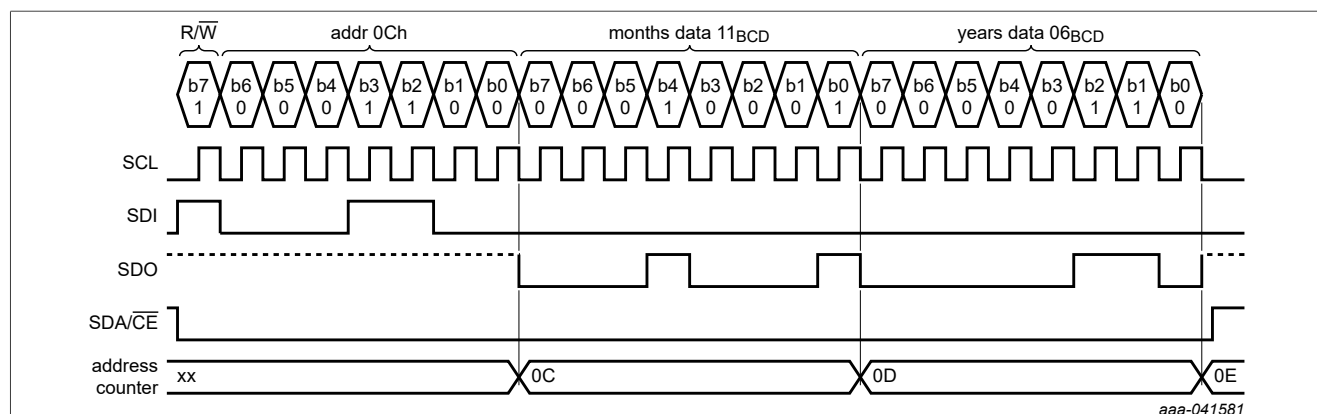 R/W addr 0Ch months data 11BCD years data 06BCD
b7 b6 b5 b4 b3 b2 b1 b0 b7 b6 b5 b4 b3 b2 b1 b0 b7 b6 b5 b4 b3 b2 b1 b0
1 0 0 0 1 1 0 0 0 0 0 1 0 0 0 1 0 0 0 0 0 1 1 0
SCL
SDI
SDO
SDA/CE
address
counter
xx 0C 0D 0E
aaa-041581